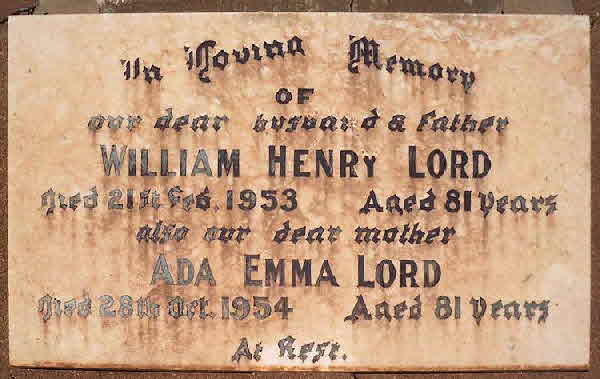 In Loving Memory
OF
our dear husband & father
WILLIAM HENRY LORD
Died 21st Feb. 1953 Aged 81 years
also our dear mother
ADA EMMA LORD
Died 28th Oct. 1954 Aged 81 years
At Rest.